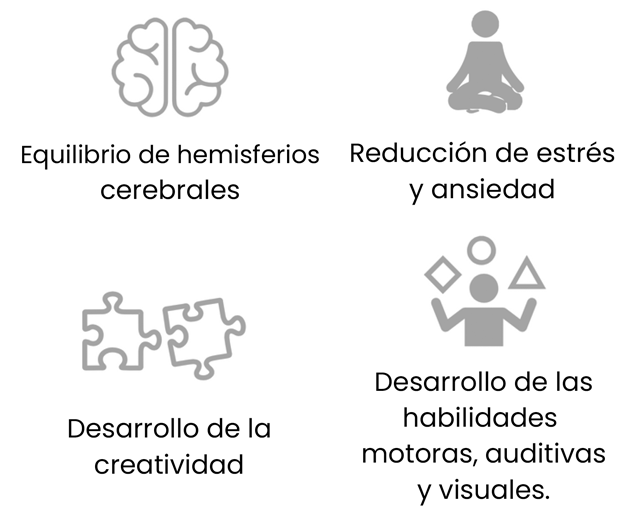 Equilibrio de hemisferios
cerebrales
Reducción de estrés
y ansiedad
Desarrollo de la
creatividad
Desarrollo de las
habilidades
motoras, auditivas
y visuales.